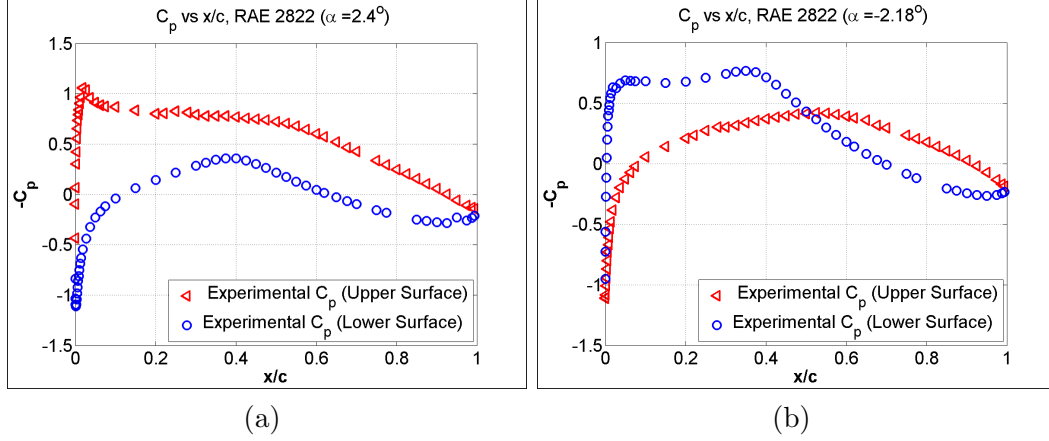 C_p vs x/c, RAE 2822 (α =2.4°)
-C_p
1.5
1
0.5
0
-0.5
-1
-1.5
Experimental C_p (Upper Surface)
Experimental C_p (Lower Surface)
0 0.2 0.4 0.6 0.8 1
x/c
(a)
C_p vs x/c, RAE 2822 (α =-2.18°)
-C_p
1
0.5
0
-0.5
-1
-1.5
Experimental C_p (Upper Surface)
Experimental C_p (Lower Surface)
0 0.2 0.4 0.6 0.8 1
x/c
(b)